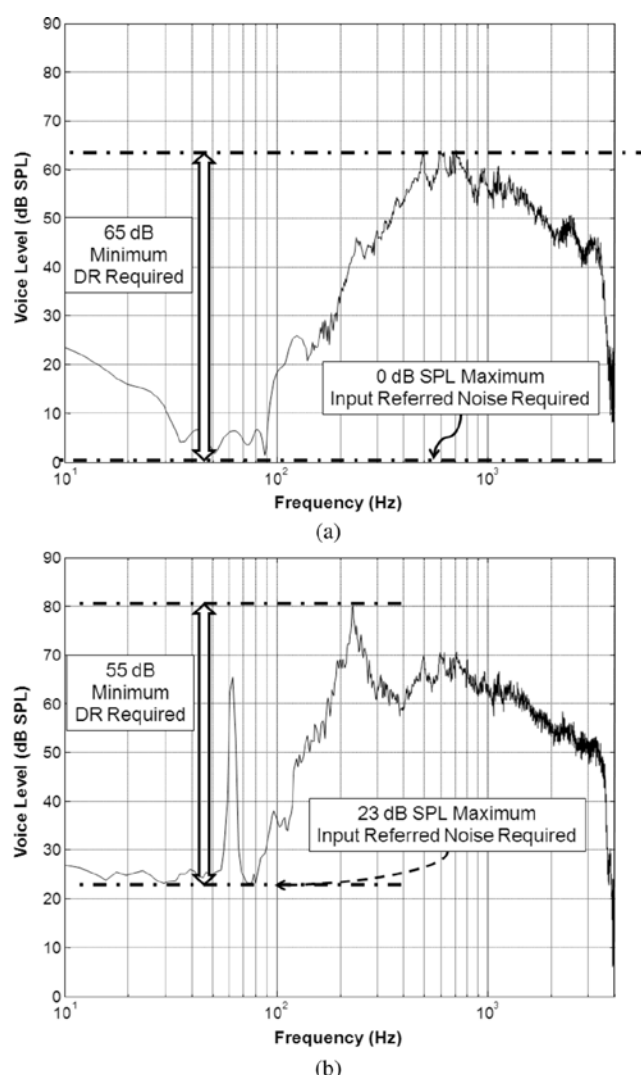 90
80
70
60
50
40
30
20
10
0
Voice Level (dB SPL)
65 dB
Minimum
DR Required
0 dB SPL Maximum
Input Referred Noise Required
10^1
10^2
10^3
Frequency (Hz)
(a)
90
80
70
60
50
40
30
20
10
0
Voice Level (dB SPL)
55 dB
Minimum
DR Required
23 dB SPL Maximum
Input Referred Noise Required
10^1
10^2
10^3
Frequency (Hz)
(b)